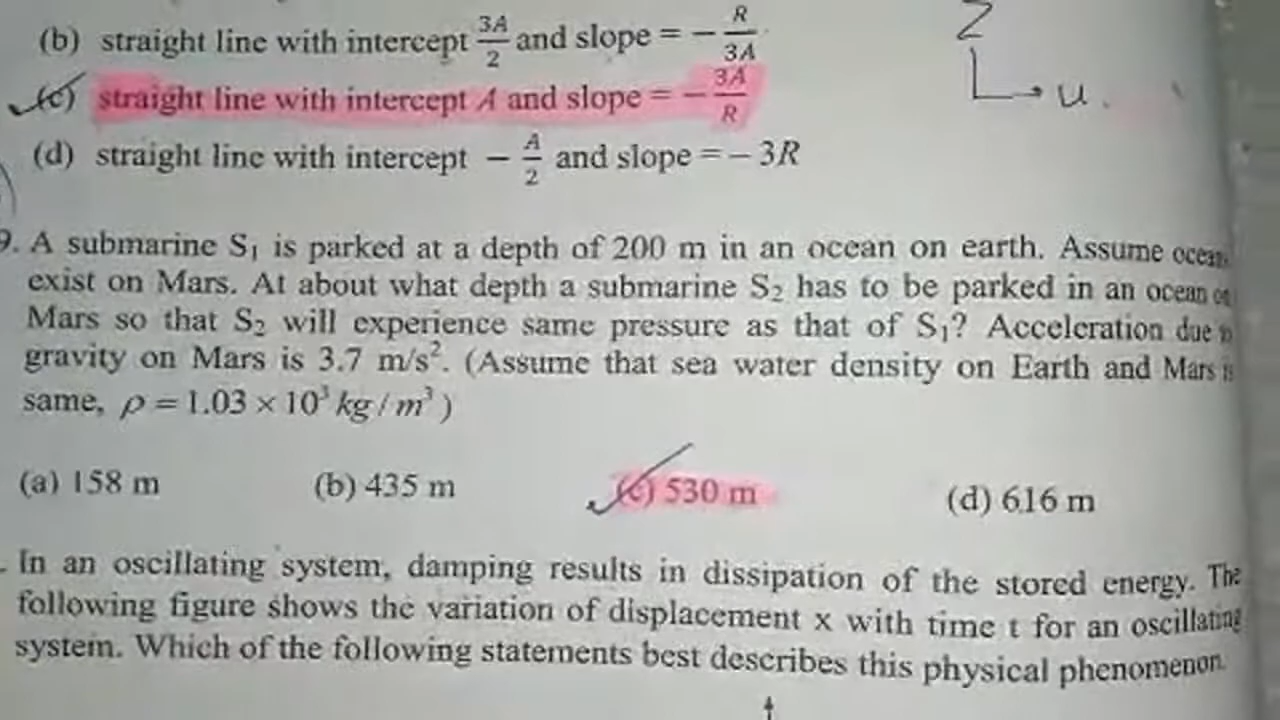 (b) straight line with intercept 3A/2 and slope = − R/3A
Z
(c) straight line with intercept A and slope = − 3A/R
u.
(d) straight line with intercept − A/2 and slope = − 3R
9. A submarine S₁ is parked at a depth of 200 m in an ocean on earth. Assume ocean
exist on Mars. At about what depth a submarine S₂ has to be parked in an ocean on
Mars so that S₂ will experience same pressure as that of S₁? Acceleration due to
gravity on Mars is 3.7 m/s². (Assume that sea water density on Earth and Mars is
same, ρ = 1.03 × 10³ kg / m³ )
(a) 158 m (b) 435 m (c) 530 m (d) 616 m
In an oscillating system, damping results in dissipation of the stored energy. The
following figure shows the variation of displacement x with time t for an oscillating
system. Which of the following statements best describes this physical phenomenon.